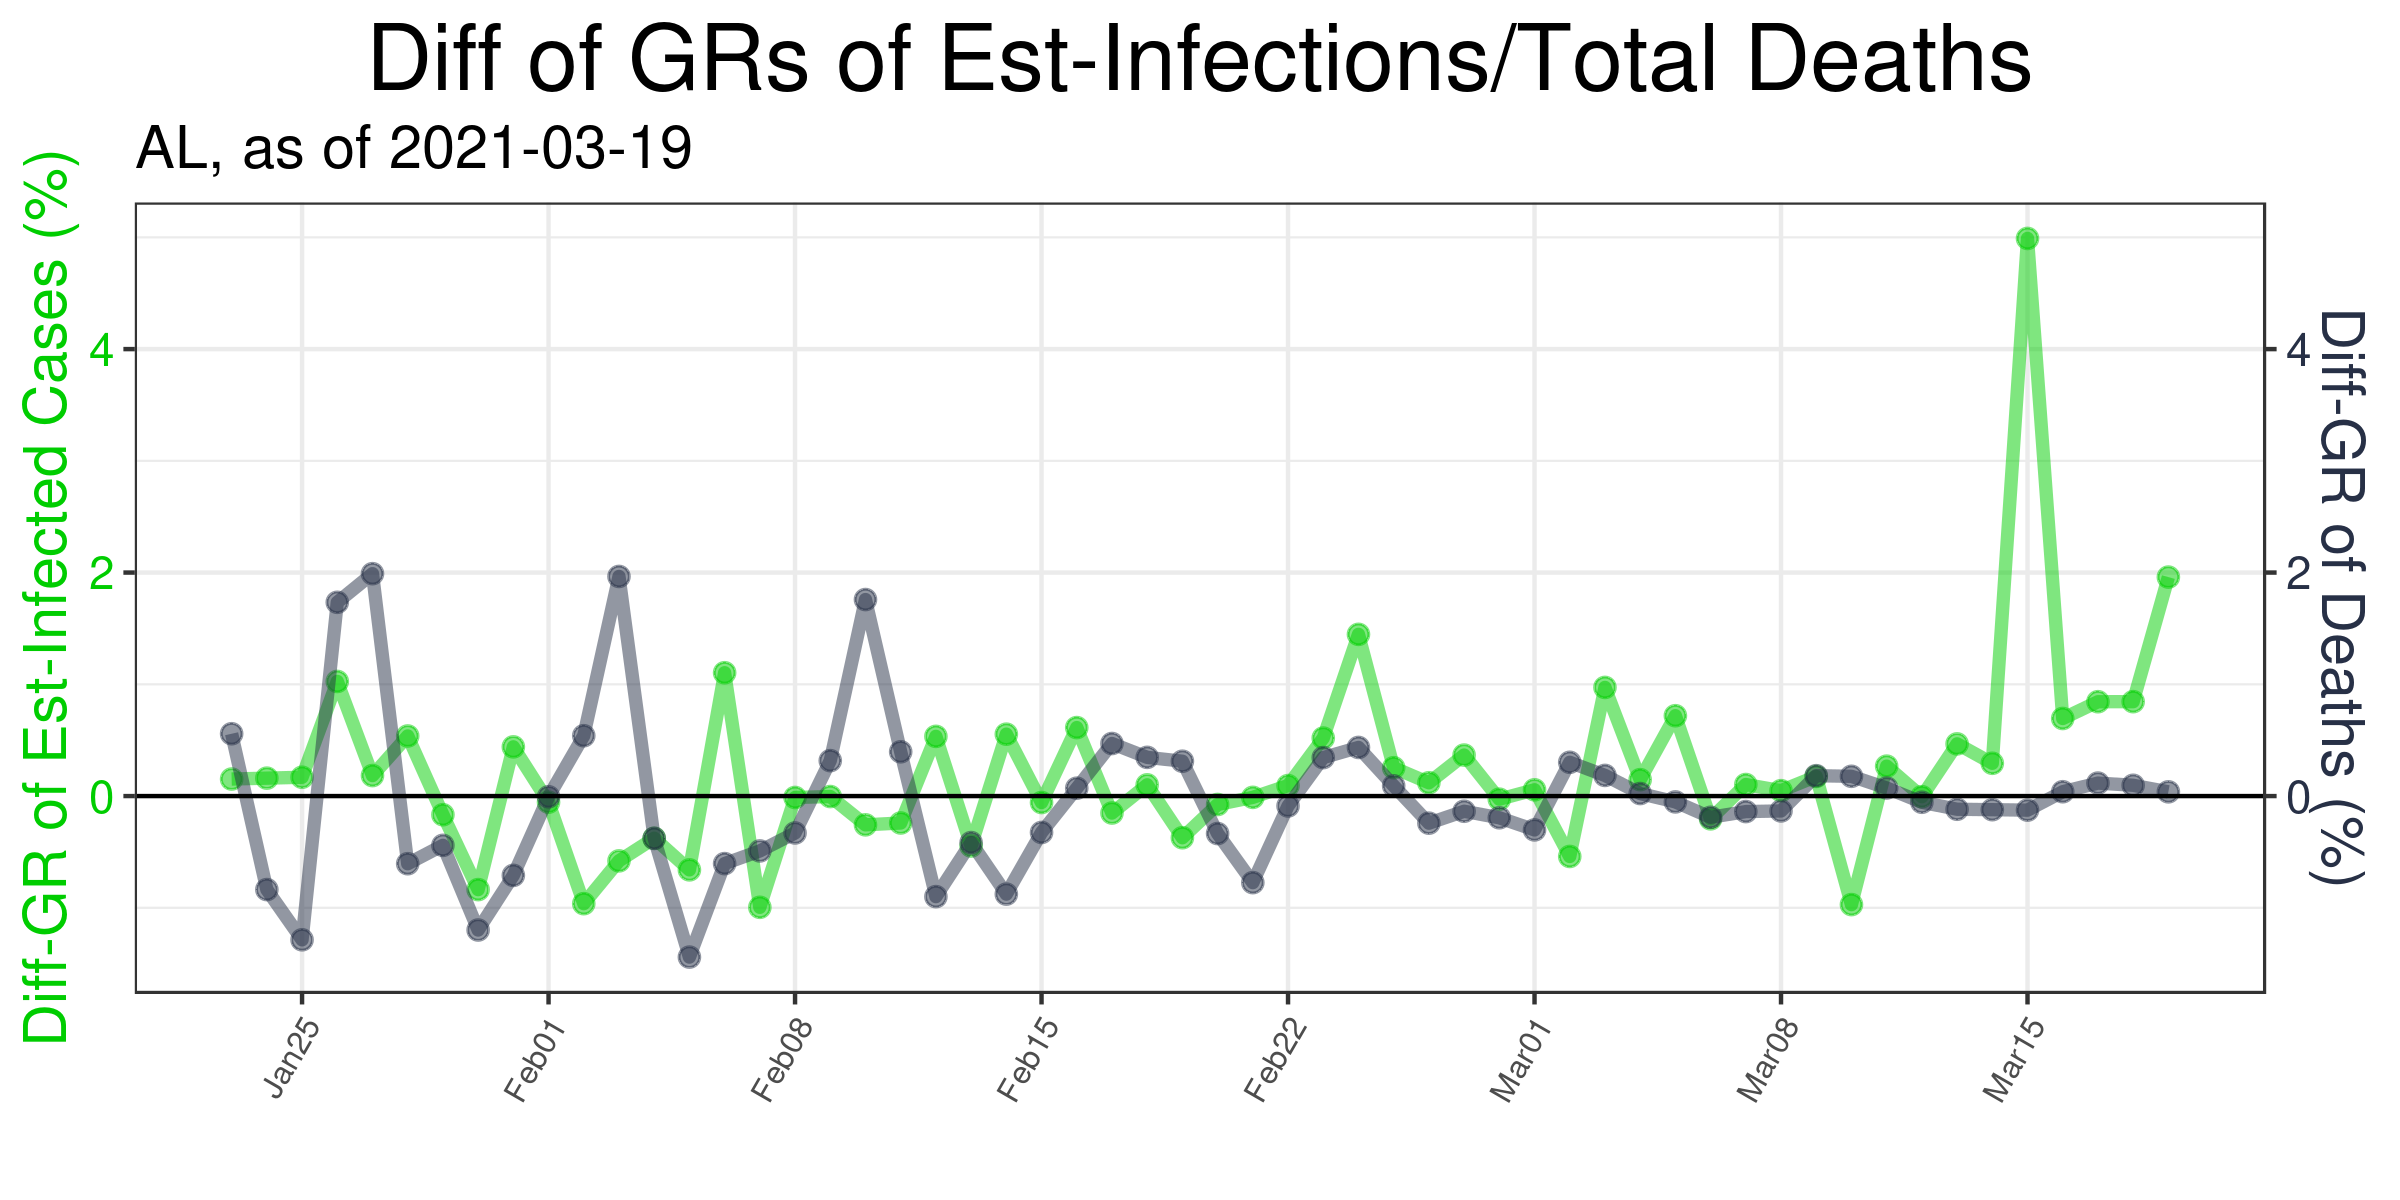 Diff of GRs of Est-Infections/Total Deaths
AL, as of 2021-03-19
Diff-GR of Est-Infected Cases (%)
4
2
0
4
2
0
Diff-GR of Deaths (%)
Jan25
Feb01
Feb08
Feb15
Feb22
Mar01
Mar08
Mar15